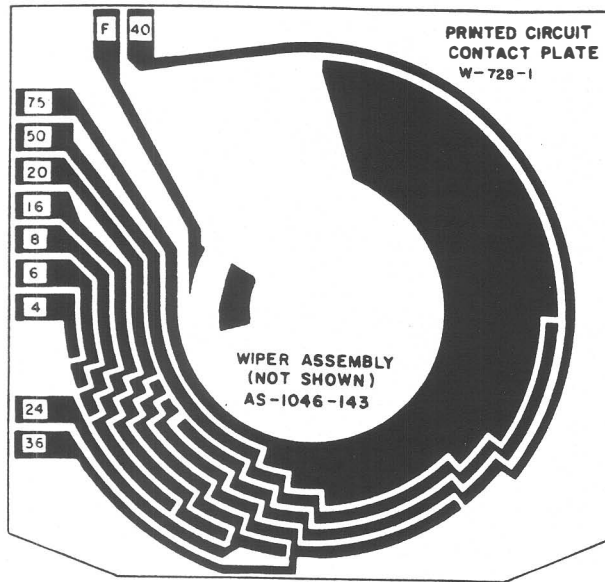 F
40
PRINTED CIRCUIT
CONTACT PLATE
W-728-1
75
50
20
16
8
6
4
WIPER ASSEMBLY
(NOT SHOWN)
AS-1046-143
24
36